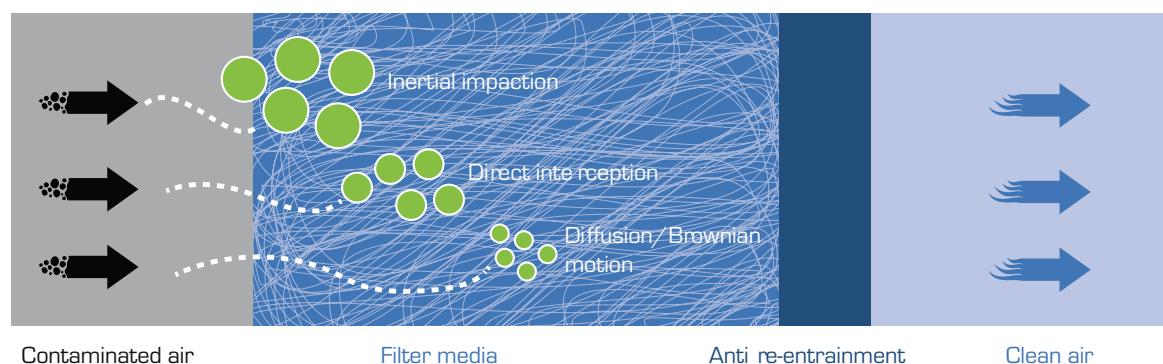 Inertial impaction
Direct inte rception
Diffusion/Brownian
motion
Contaminated air
Filter media
Anti re-entrainment
Clean air